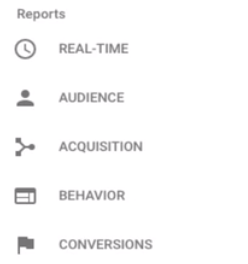 Reports
REAL-TIME
AUDIENCE
ACQUISITION
BEHAVIOR
CONVERSIONS